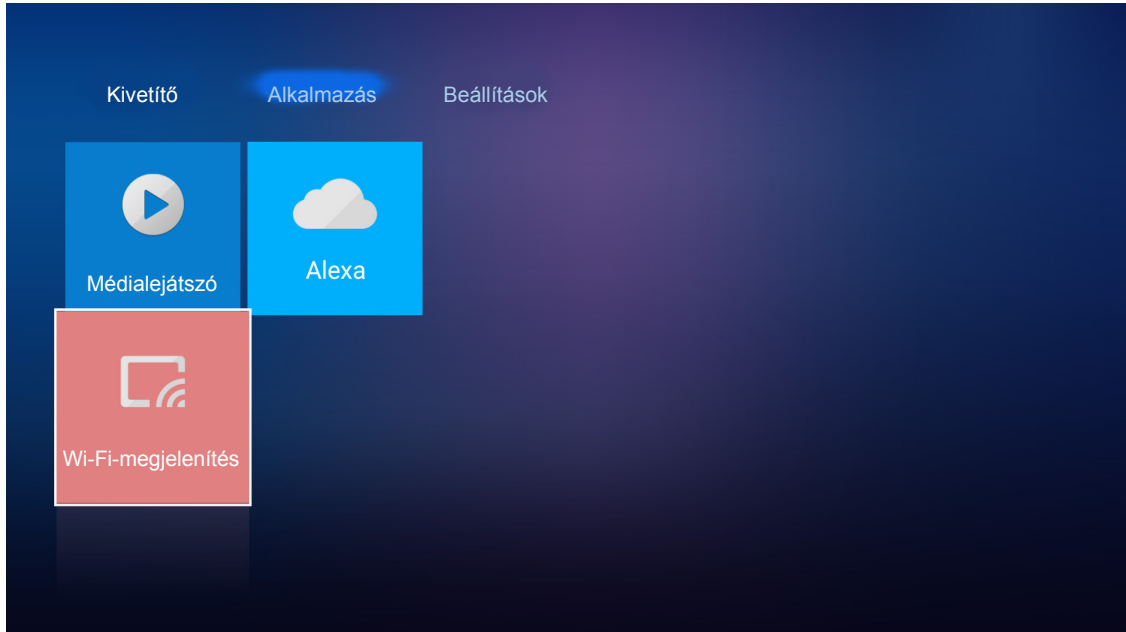 Kivetítő
Alkalmazás
Beállítások
Médialejátszó
Alexa
Wi-Fi-megjelenítés